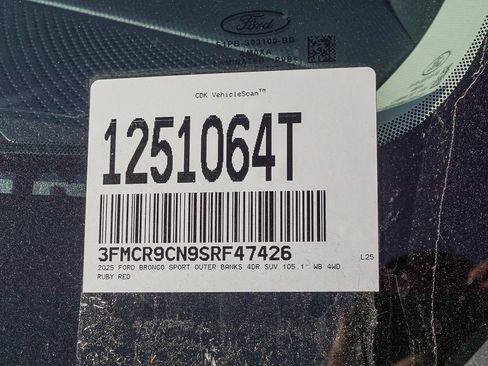 Ford
CDK VehicleScan™
1251064T
3FMCR9CN9SRF47426
L25
2025 FORD BRONCO SPORT OUTER BANKS 4DR SUV 105.1" WB 4WD
RUBY RED